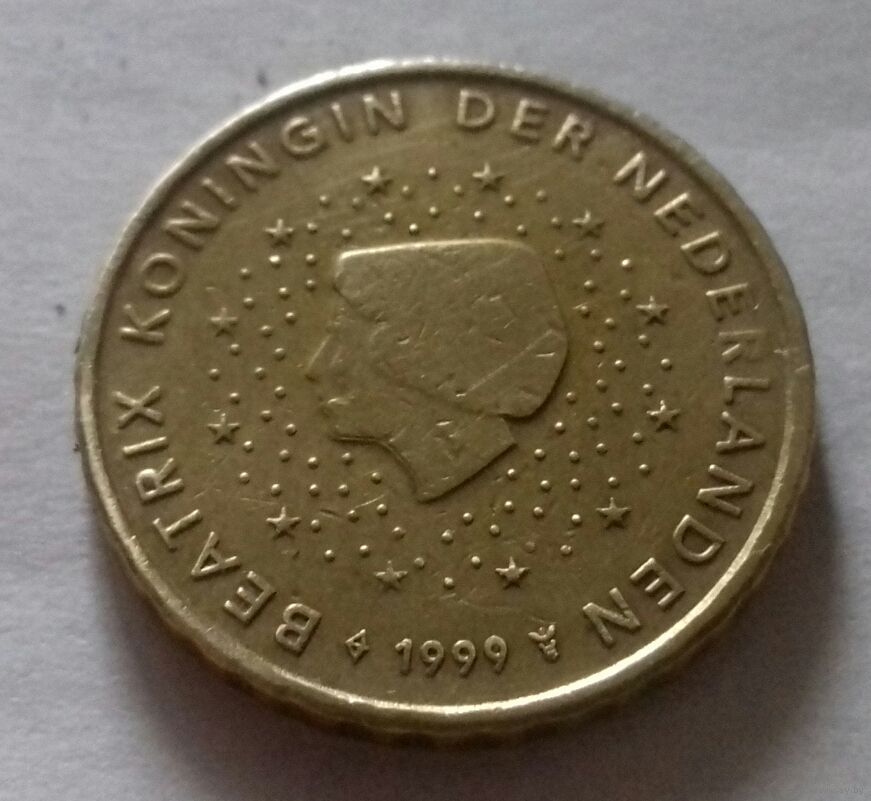 BEATRIX KONINGIN DER NEDERLANDEN
1999